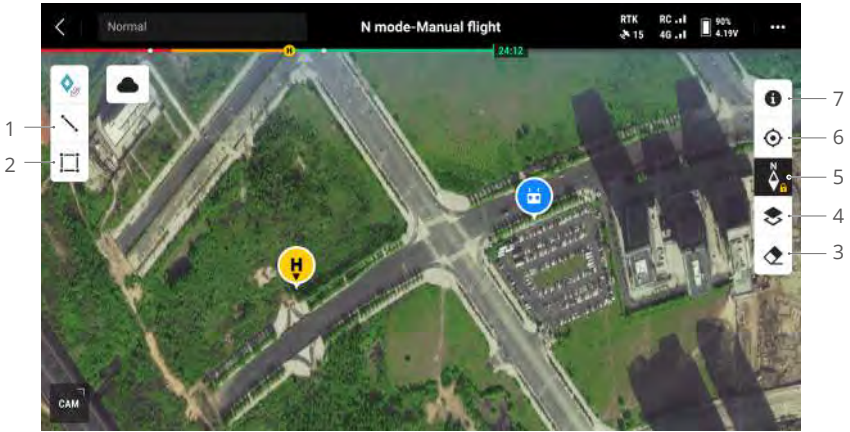 Normal
N mode-Manual flight
RTK
15
RC
4G
90%
4.19V
H
24:12
1
2
7
6
N
5
4
3
H
CAM